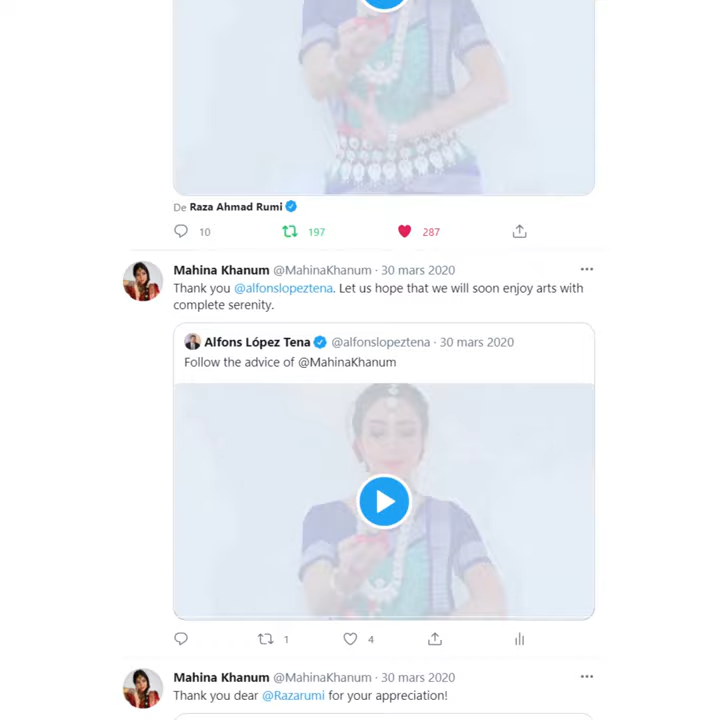 De Raza Ahmad Rumi
10 197 287
Mahina Khanum @MahinaKhanum · 30 mars 2020
Thank you @alfonslopeztena. Let us hope that we will soon enjoy arts with
complete serenity.
Alfons López Tena @alfonslopeztena · 30 mars 2020
Follow the advice of @MahinaKhanum
1 4
Mahina Khanum @MahinaKhanum · 30 mars 2020
Thank you dear @Razarumi for your appreciation!